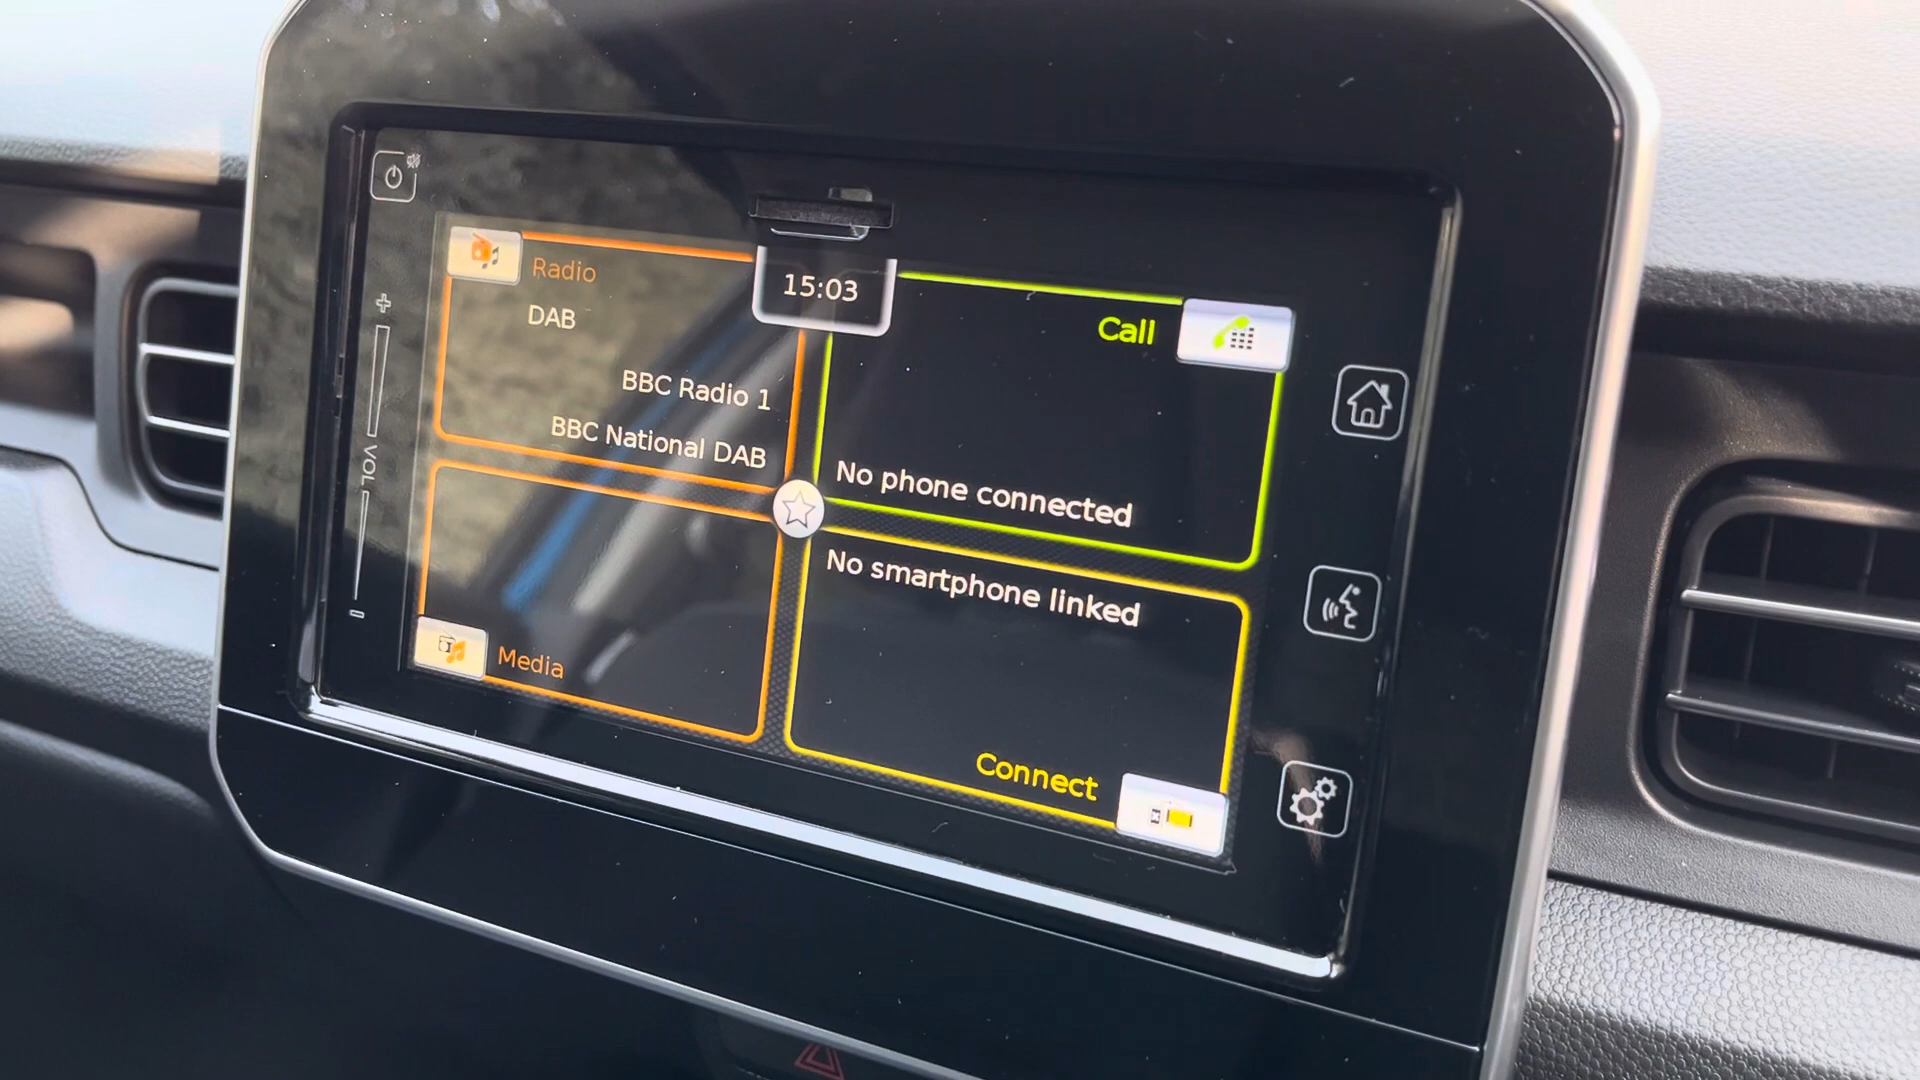 15:03
Radio
DAB
BBC Radio 1
BBC National DAB
Call
No phone connected
VOL
Media
No smartphone linked
Connect